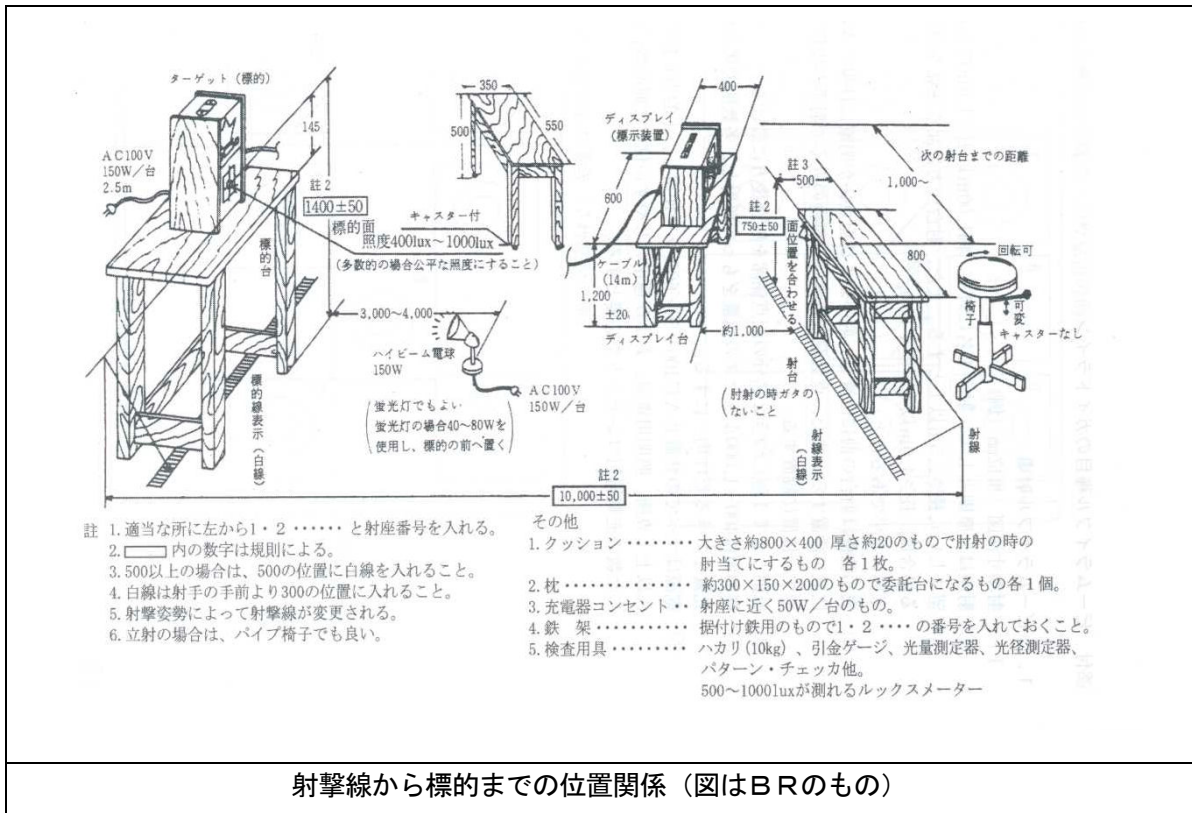 ターゲット (標的)
145
AC100V
150W/台
2.5m
註2
1400±50
標的面
照度400lux～1000lux
(多数的の場合公平な照度にすること)
標的台
標的線表示(白線)
350
500
550
キャスター付
3,000～4,000
ハイビーム電球
150W
AC100V
150W/台
(蛍光灯でもよい
蛍光灯の場合40～80Wを
使用し、標的の前へ置く)
ディスプレイ
(標示装置)
400
600
ケーブル
(14m)
1,200
±20
ディスプレイ台
約1,000
註2
750±50
註3
500
面位置を合わせる
射台
(肘射の時ガタの
ないこと)
射線表示
(白線)
次の射台までの距離
1,000～
800
回転可
椅子
可変
キャスターなし
射線
註2
10,000±50
註 1.適当な所に左から1・2 ‥‥‥ と射座番号を入れる。
2.▭内の数字は規則による。
3.500以上の場合は、500の位置に白線を入れること。
4.白線は射手の手前より300の位置に入れること。
5.射撃姿勢によって射撃線が変更される。
6.立射の場合は、パイプ椅子でも良い。
その他
1.クッション‥‥‥‥大きさ約800×400 厚さ約20のもので肘射の時の
肘当てにするもの 各1枚。
2.枕‥‥‥‥‥‥‥約300×150×200のもので委託台になるもの各1個。
3.充電器コンセント‥射座に近く50W/台のもの。
4.銃 架‥‥‥‥‥‥据付け銃用のもので1・2‥‥の番号を入れておくこと。
5.検査用具‥‥‥‥‥ハカリ(10kg)、引金ゲージ、光量測定器、光径測定器、
パターン・チェッカ他。
500～1000luxが測れるルックスメーター
射撃線から標的までの位置関係（図はＢＲのもの）